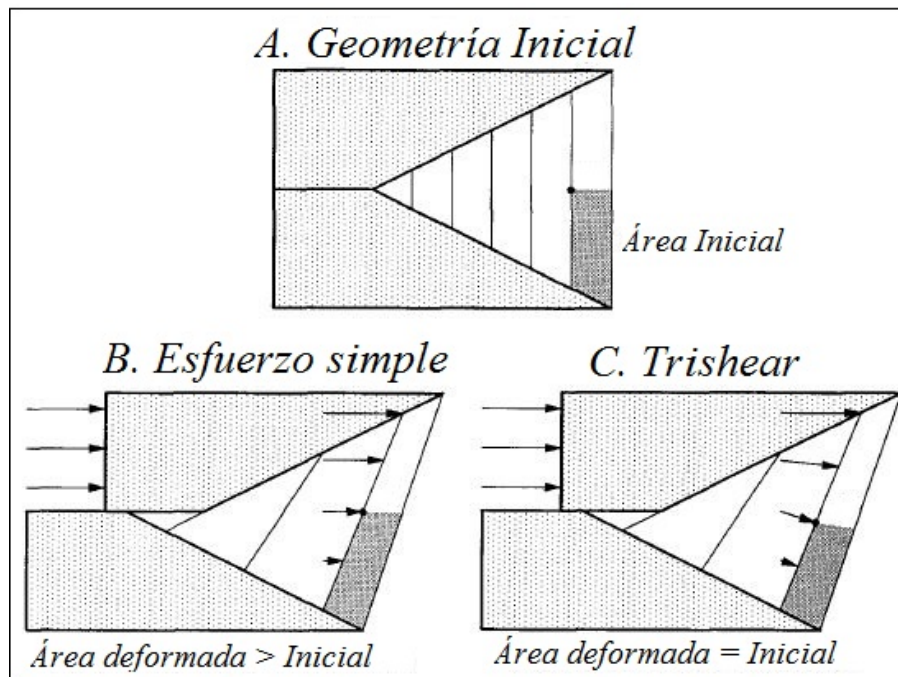 A. Geometría Inicial
Área Inicial
B. Esfuerzo simple
C. Trishear
Área deformada > Inicial
Área deformada = Inicial